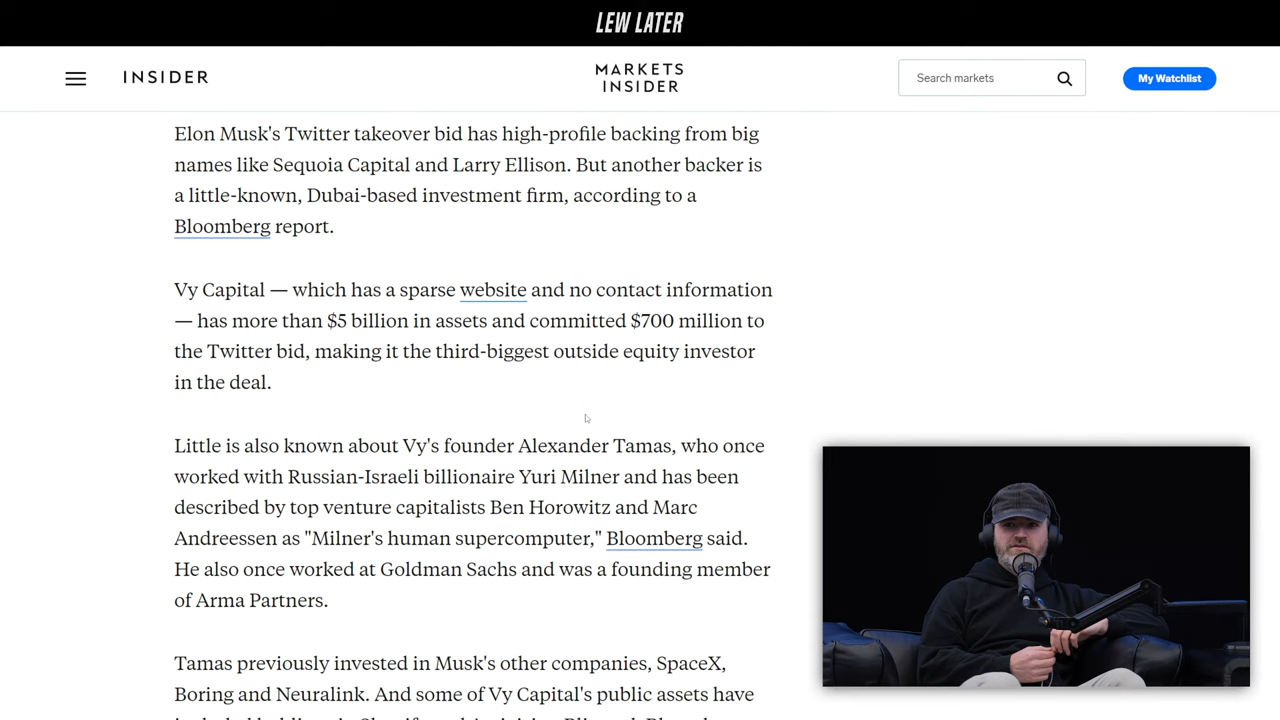 LEW LATER
INSIDER
MARKETS
INSIDER
Search markets
My Watchlist
Elon Musk's Twitter takeover bid has high-profile backing from big
names like Sequoia Capital and Larry Ellison. But another backer is
a little-known, Dubai-based investment firm, according to a
Bloomberg report.
Vy Capital — which has a sparse website and no contact information
— has more than $5 billion in assets and committed $700 million to
the Twitter bid, making it the third-biggest outside equity investor
in the deal.
Little is also known about Vy's founder Alexander Tamas, who once
worked with Russian-Israeli billionaire Yuri Milner and has been
described by top venture capitalists Ben Horowitz and Marc
Andreessen as "Milner's human supercomputer," Bloomberg said.
He also once worked at Goldman Sachs and was a founding member
of Arma Partners.
Tamas previously invested in Musk's other companies, SpaceX,
Boring and Neuralink. And some of Vy Capital's public assets have